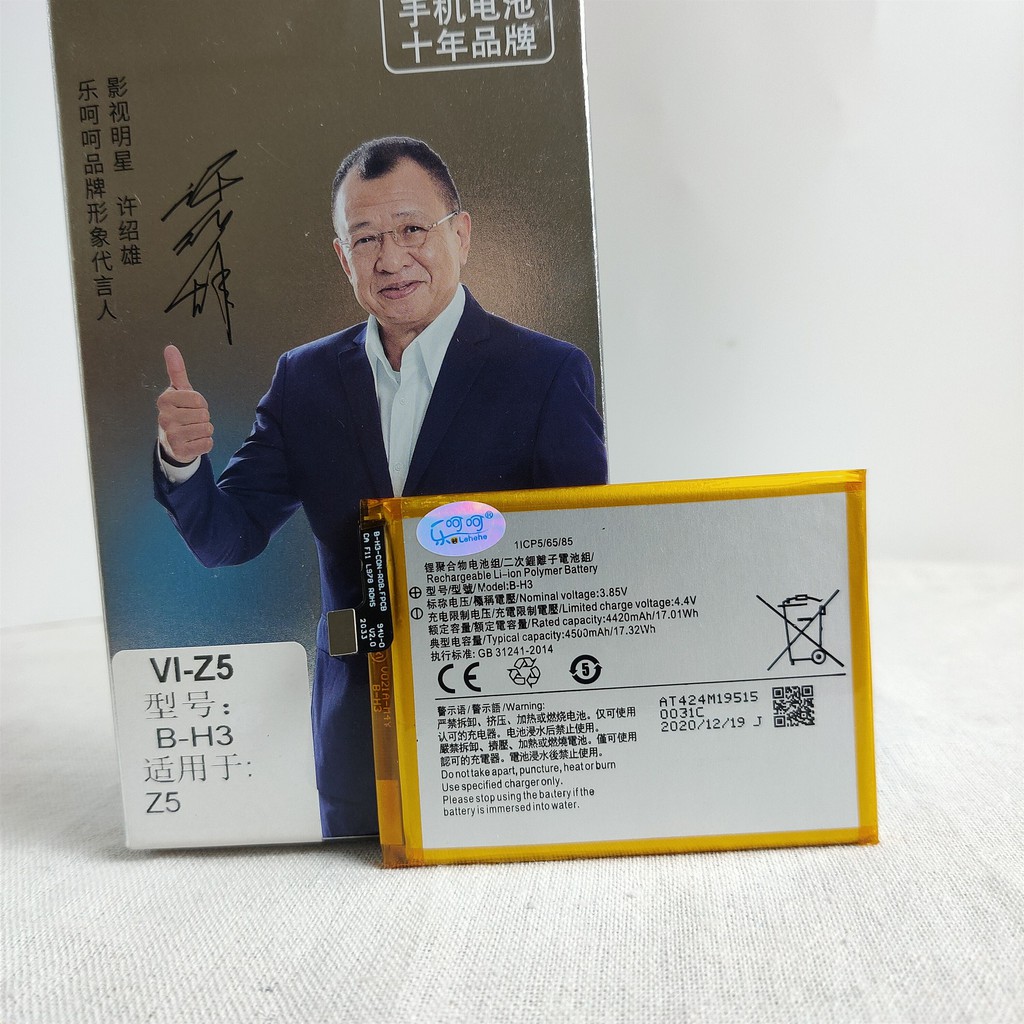 手机电池
十年品牌
影视明星 许绍雄
乐呵呵品牌形象代言人
VI-Z5
型号:
B-H3
适用于:
Z5
乐呵呵®
Lehehe
1ICP5/65/85
锂聚合物电池组/二次鋰離子電池組/
Rechargeable Li-ion Polymer Battery
型号/型號/Model:B-H3
标称电压/標稱電壓/Nominal voltage:3.85V
充电限制电压/充電限制電壓/Limited charge voltage:4.4V
额定容量/額定電容量/Rated capacity:4420mAh/17.01Wh
典型电容量/Typical capacity:4500mAh/17.32Wh
执行标准: GB 31241-2014
CE
5
警示语/警示語/Warning:
严禁拆卸、挤压、加热或燃烧电池。仅可使用
认可的充电器。电池浸水后禁止使用。
嚴禁拆卸、擠壓、加熱或燃燒電池。僅可使用
認可的充電器。電池浸水後禁止使用。
Do not take apart, puncture, heat or burn
Use specified charger only.
Please stop using the battery if the
battery is immersed into water.
AT424M19515
0031C
2020/12/19 J
B-H3-CON-R0B_FPCB
V2.0
2033
B-H3